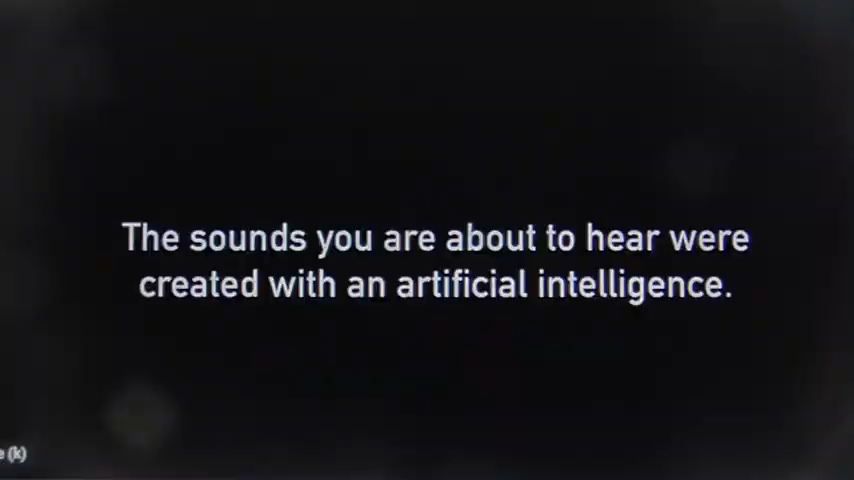 The sounds you are about to hear were
created with an artificial intelligence.
e (k)